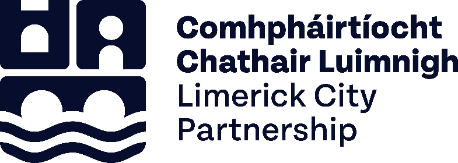 Comhpháirtíocht
Chathair Luimnigh
Limerick City
Partnership